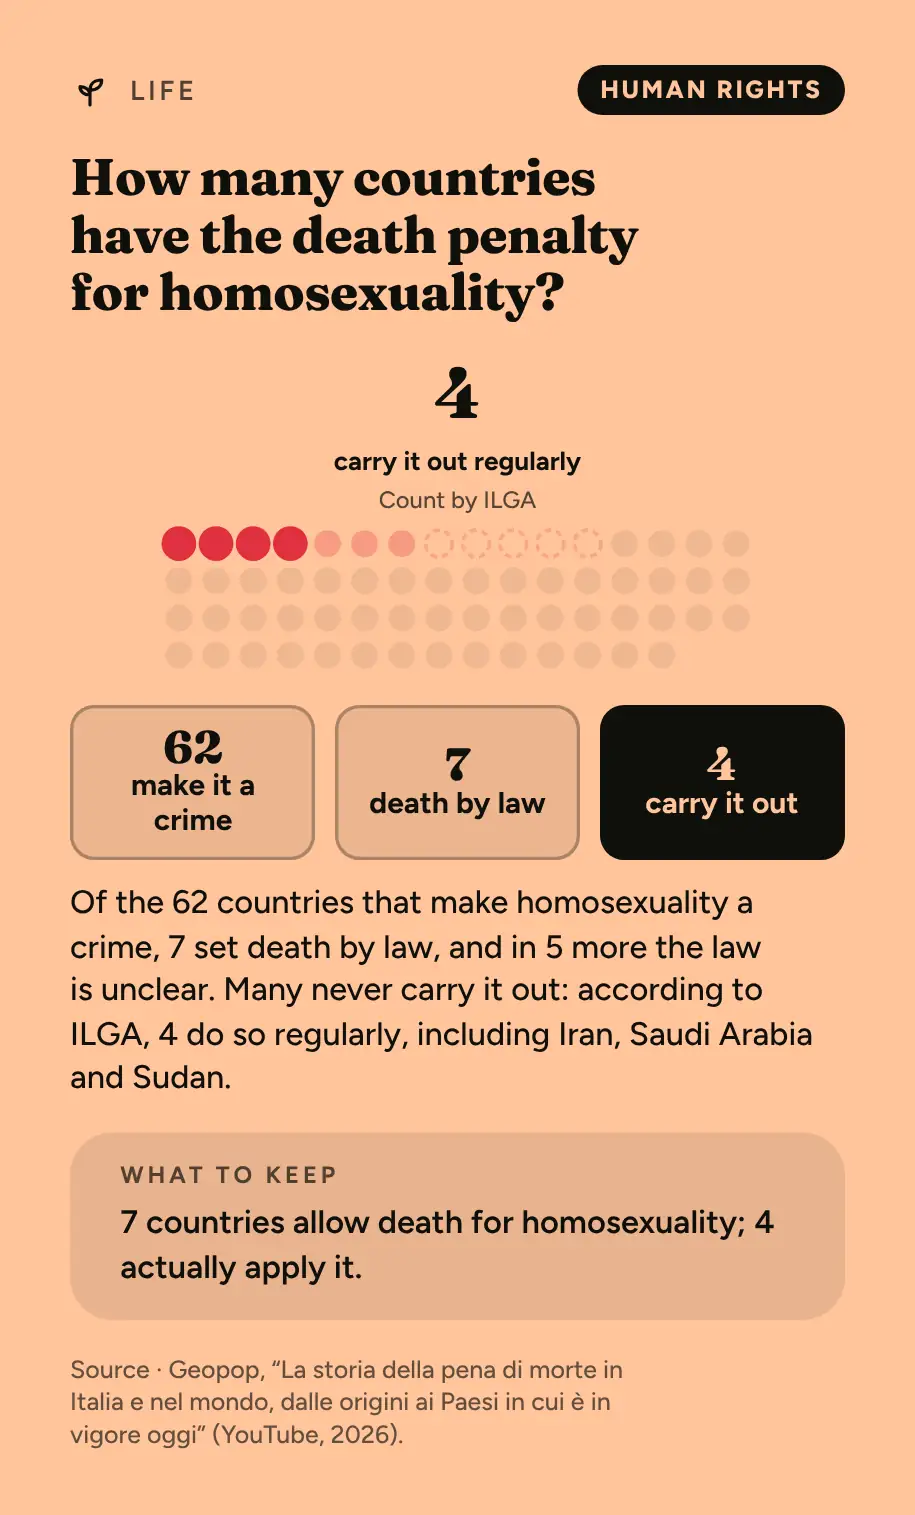 LIFE
HUMAN RIGHTS
How many countries
have the death penalty
for homosexuality?
4
carry it out regularly
Count by ILGA
62
make it a
crime
7
death by law
4
carry it out
Of the 62 countries that make homosexuality a
crime, 7 set death by law, and in 5 more the law
is unclear. Many never carry it out: according to
ILGA, 4 do so regularly, including Iran, Saudi Arabia
and Sudan.
WHAT TO KEEP
7 countries allow death for homosexuality; 4
actually apply it.
Source · Geopop, “La storia della pena di morte in
Italia e nel mondo, dalle origini ai Paesi in cui è in
vigore oggi” (YouTube, 2026).